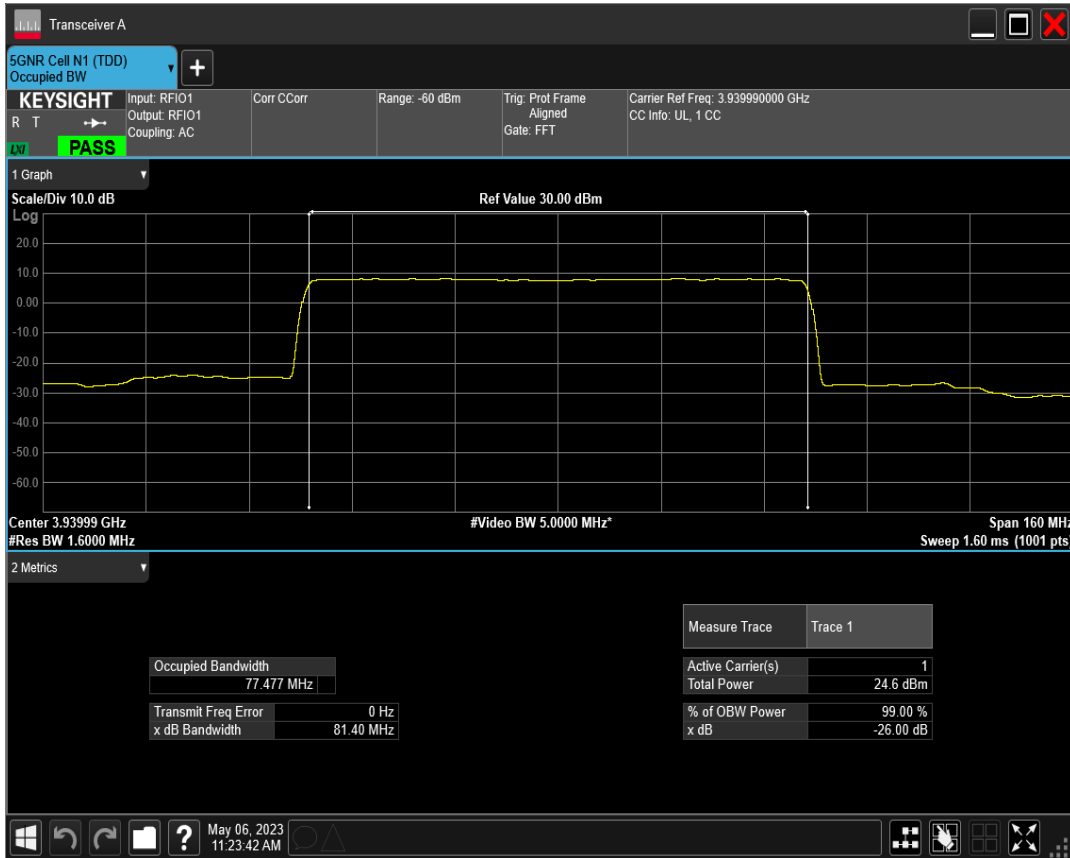 Transceiver A
5GNR Cell N1 (TDD)
Occupied BW
+
KEYSIGHT
R T
LXI
PASS
Input: RFIO1
Output: RFIO1
Coupling: AC
Corr CCorr
Range: -60 dBm
Trig: Prot Frame
Aligned
Gate: FFT
Carrier Ref Freq: 3.939990000 GHz
CC Info: UL, 1 CC
1 Graph
Scale/Div 10.0 dB
Ref Value 30.00 dBm
Log
20.0
10.0
0.00
-10.0
-20.0
-30.0
-40.0
-50.0
-60.0
Center 3.93999 GHz
#Video BW 5.0000 MHz*
Span 160 MHz
#Res BW 1.6000 MHz
Sweep 1.60 ms (1001 pts)
2 Metrics
Measure Trace Trace 1
Occupied Bandwidth
77.477 MHz
Transmit Freq Error 0 Hz
x dB Bandwidth 81.40 MHz
Active Carrier(s) 1
Total Power 24.6 dBm
% of OBW Power 99.00 %
x dB -26.00 dB
?
May 06, 2023
11:23:42 AM